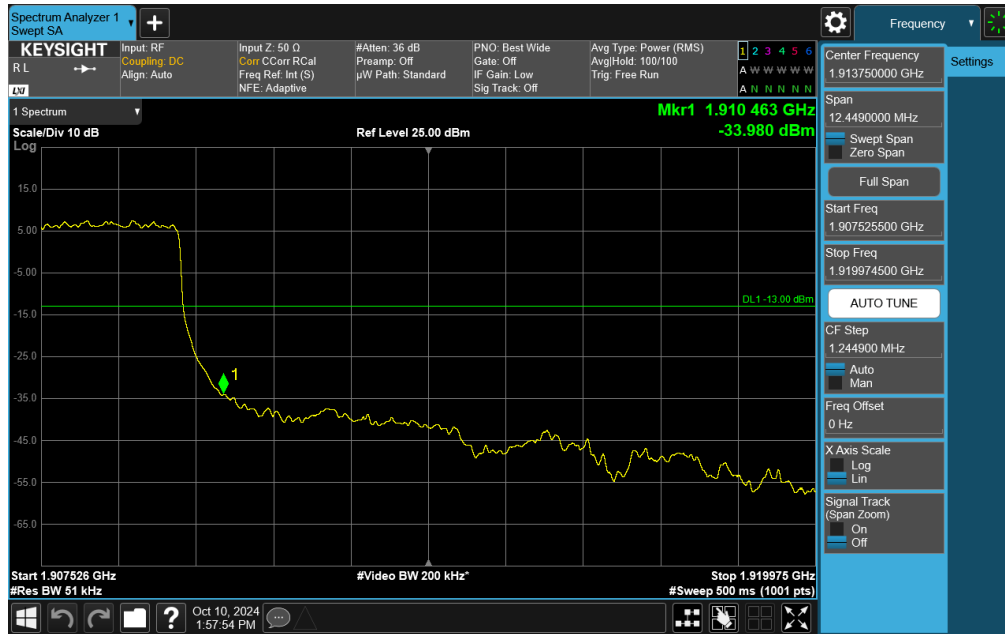 Spectrum Analyzer 1
Swept SA
Frequency
KEYSIGHT
R L
LXI
Input: RF
Coupling: DC
Align: Auto
Input Z: 50 Ω
Corr CCorr RCal
Freq Ref: Int (S)
NFE: Adaptive
#Atten: 36 dB
Preamp: Off
µW Path: Standard
PNO: Best Wide
Gate: Off
IF Gain: Low
Sig Track: Off
Avg Type: Power (RMS)
Avg|Hold: 100/100
Trig: Free Run
1 2 3 4 5 6
A W W W W W
A N N N N N
1 Spectrum
Mkr1 1.910 463 GHz
-33.980 dBm
Scale/Div 10 dB
Ref Level 25.00 dBm
Log
15.0
5.00
-5.00
DL1 -13.00 dBm
-15.0
-25.0
1
-35.0
-45.0
-55.0
-65.0
Start 1.907526 GHz
#Video BW 200 kHz*
Stop 1.919975 GHz
#Res BW 51 kHz
#Sweep 500 ms (1001 pts)
Center Frequency
1.913750000 GHz
Span
12.4490000 MHz
Swept Span
Zero Span
Full Span
Start Freq
1.907525500 GHz
Stop Freq
1.919974500 GHz
AUTO TUNE
CF Step
1.244900 MHz
Auto
Man
Freq Offset
0 Hz
X Axis Scale
Log
Lin
Signal Track
(Span Zoom)
On
Off
Settings
?
Oct 10, 2024
1:57:54 PM